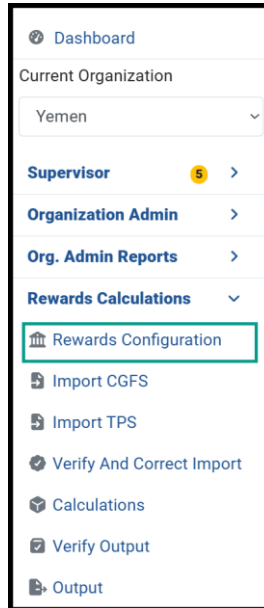 Dashboard
Current Organization
Yemen
Supervisor 5
Organization Admin
Org. Admin Reports
Rewards Calculations
Rewards Configuration
Import CGFS
Import TPS
Verify And Correct Import
Calculations
Verify Output
Output